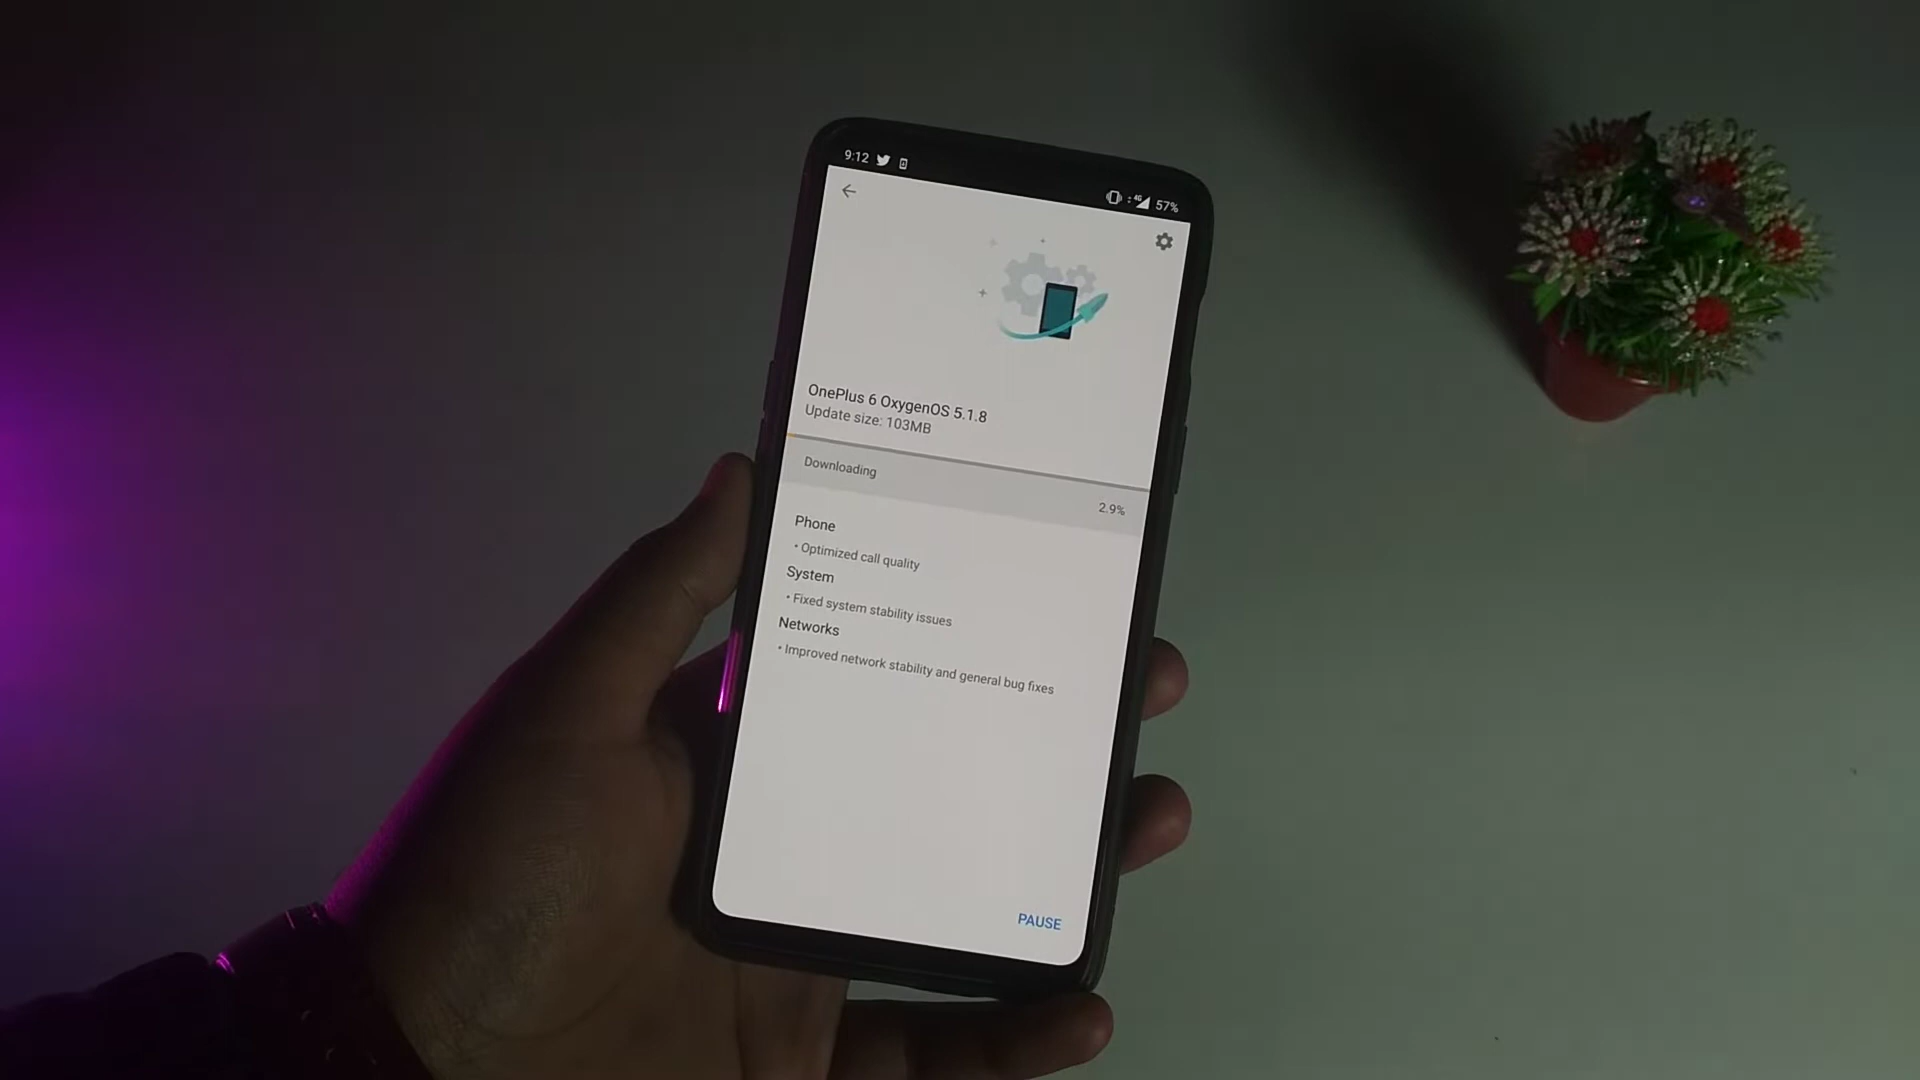 9:12
4G 57%
OnePlus 6 OxygenOS 5.1.8
Update size: 103MB
Downloading
2.9%
Phone
• Optimized call quality
System
• Fixed system stability issues
Networks
• Improved network stability and general bug fixes
PAUSE